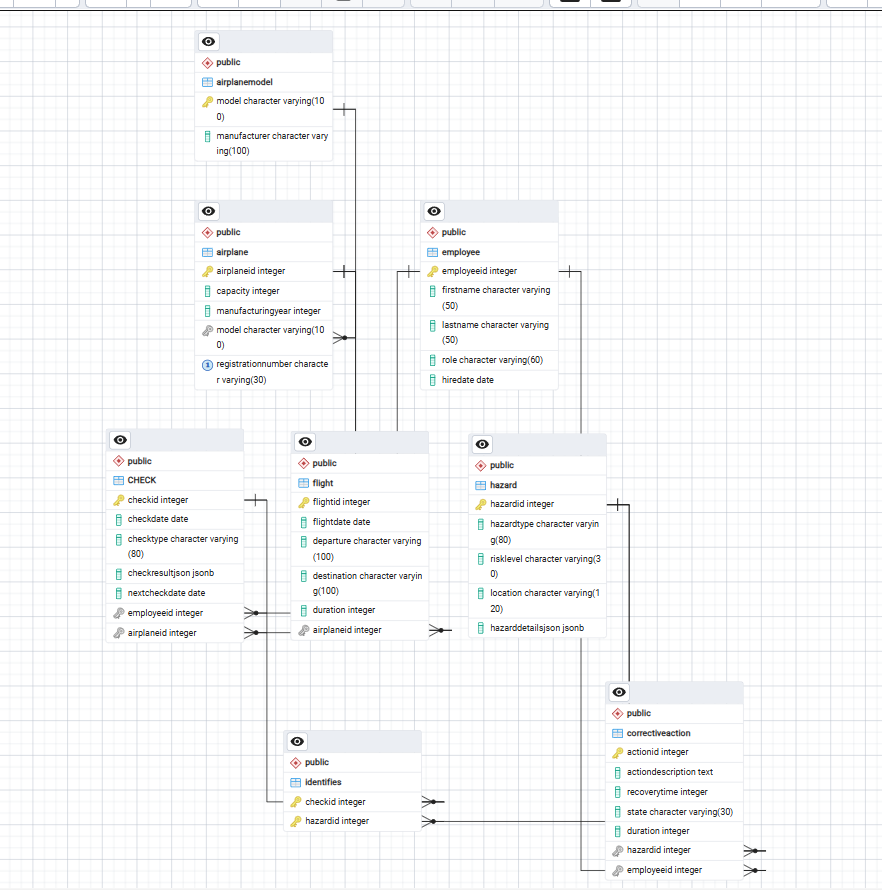 public
airplanemodel
model character varying(10
0)
manufacturer character vary
ing(100)
public
airplane
airplaneid integer
capacity integer
manufacturingyear integer
model character varying(10
0)
registrationnumber characte
r varying(30)
public
employee
employeeid integer
firstname character varying
(50)
lastname character varying
(50)
role character varying(60)
hiredate date
public
CHECK
checkid integer
checkdate date
checktype character varying
(80)
checkresultjson jsonb
nextcheckdate date
employeeid integer
airplaneid integer
public
flight
flightid integer
flightdate date
departure character varying
(100)
destination character varyin
g(100)
duration integer
airplaneid integer
public
hazard
hazardid integer
hazardtype character varyin
g(80)
risklevel character varying(3
0)
location character varying(1
20)
hazarddetailsjson jsonb
public
identifies
checkid integer
hazardid integer
public
correctiveaction
actionid integer
actiondescription text
recoverytime integer
state character varying(30)
duration integer
hazardid integer
employeeid integer